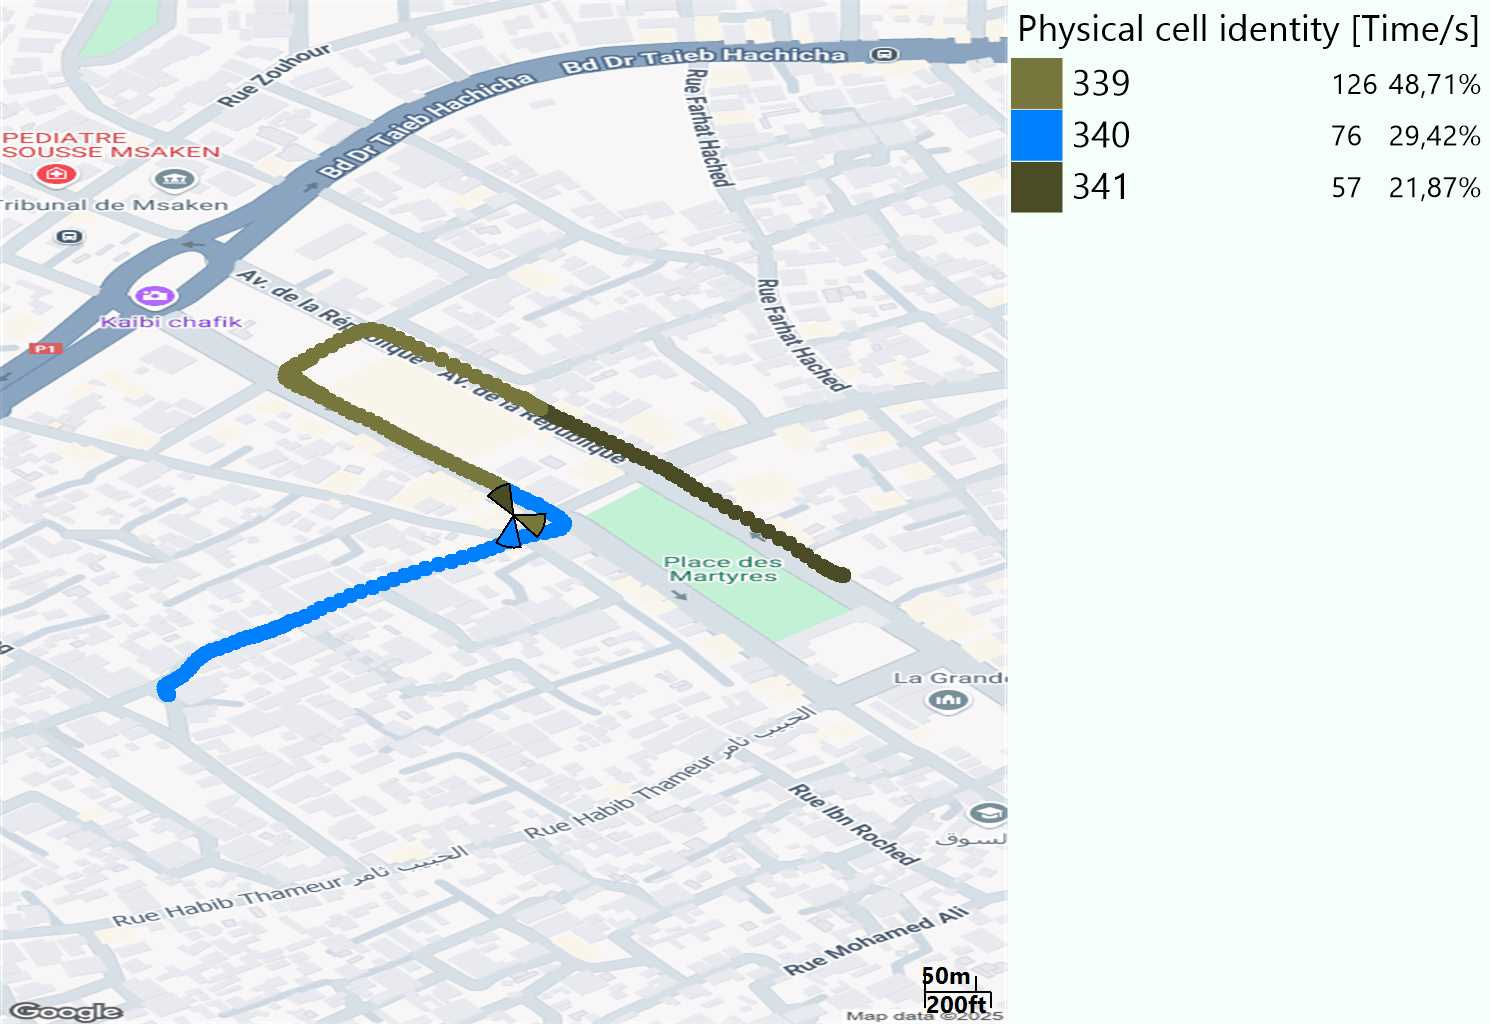 Physical cell identity [Time/s]
339 126 48,71%
340 76 29,42%
341 57 21,87%
Bd Dr Taieb Hachicha
Rue Zouhour
Bd Dr Taieb Hachicha
Rue Farhat Hached
PEDIATRE
SOUSSE MSAKEN
Tribunal de Msaken
Av. de la République
Kaibi chafik
P1
Rue Farhat Hached
Av. de la République
Place des
Martyres
La Grande
Rue Habib Thameur الحبيب ثامر
Rue Ibn Roched
السوق
Rue Habib Thameur الحبيب ثامر
Rue Mohamed Ali
50m
200ft
Google
Map data ©2025